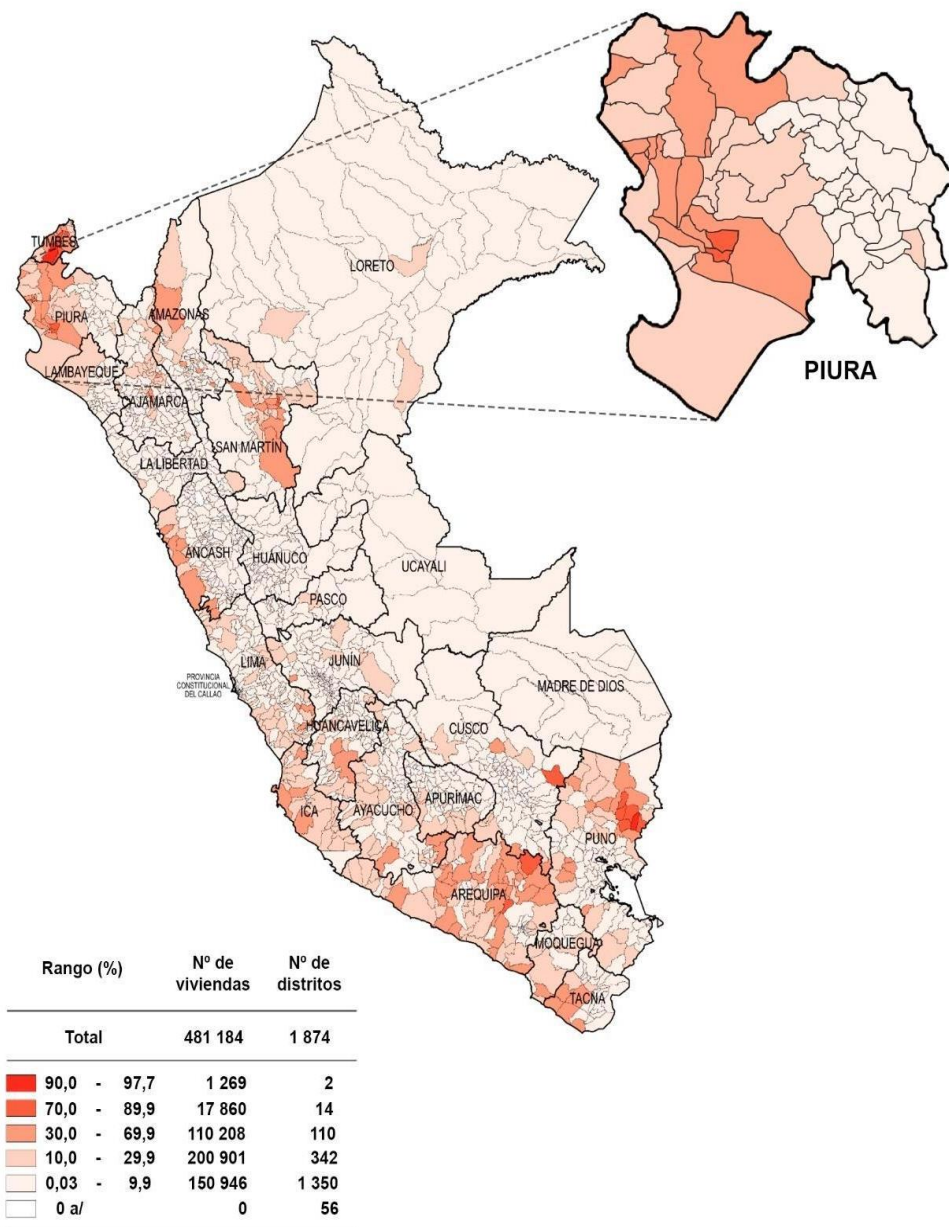 TUMBES
LORETO
PIURA
AMAZONAS
PIURA
LAMBAYEQUE
CAJAMARCA
SAN MARTÍN
LA LIBERTAD
ANCASH
HUÁNUCO
UCAYALI
PASCO
LIMA
JUNÍN
PROVINCIA
CONSTITUCIONAL
DEL CALLAO
MADRE DE DIOS
HUANCAVELICA
CUSCO
ICA
AYACUCHO
APURÍMAC
PUNO
AREQUIPA
MOQUEGUA
TACNA
Rango (%) Nº de viviendas Nº de distritos
Total 481 184 1 874
90,0 - 97,7 1 269 2
70,0 - 89,9 17 860 14
30,0 - 69,9 110 208 110
10,0 - 29,9 200 901 342
0,03 - 9,9 150 946 1 350
0 a/ 0 56